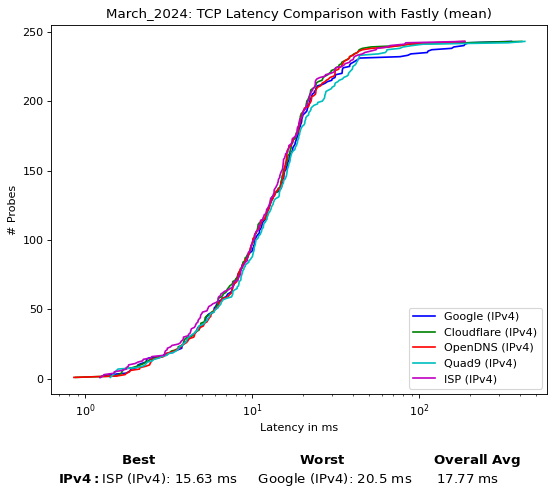 March_2024: TCP Latency Comparison with Fastly (mean)
250
200
150
100
50
0
# Probes
10⁰
10¹
10²
Latency in ms
Google (IPv4)
Cloudflare (IPv4)
OpenDNS (IPv4)
Quad9 (IPv4)
ISP (IPv4)
Best Worst Overall Avg
IPv4: ISP (IPv4): 15.63 ms Google (IPv4): 20.5 ms 17.77 ms